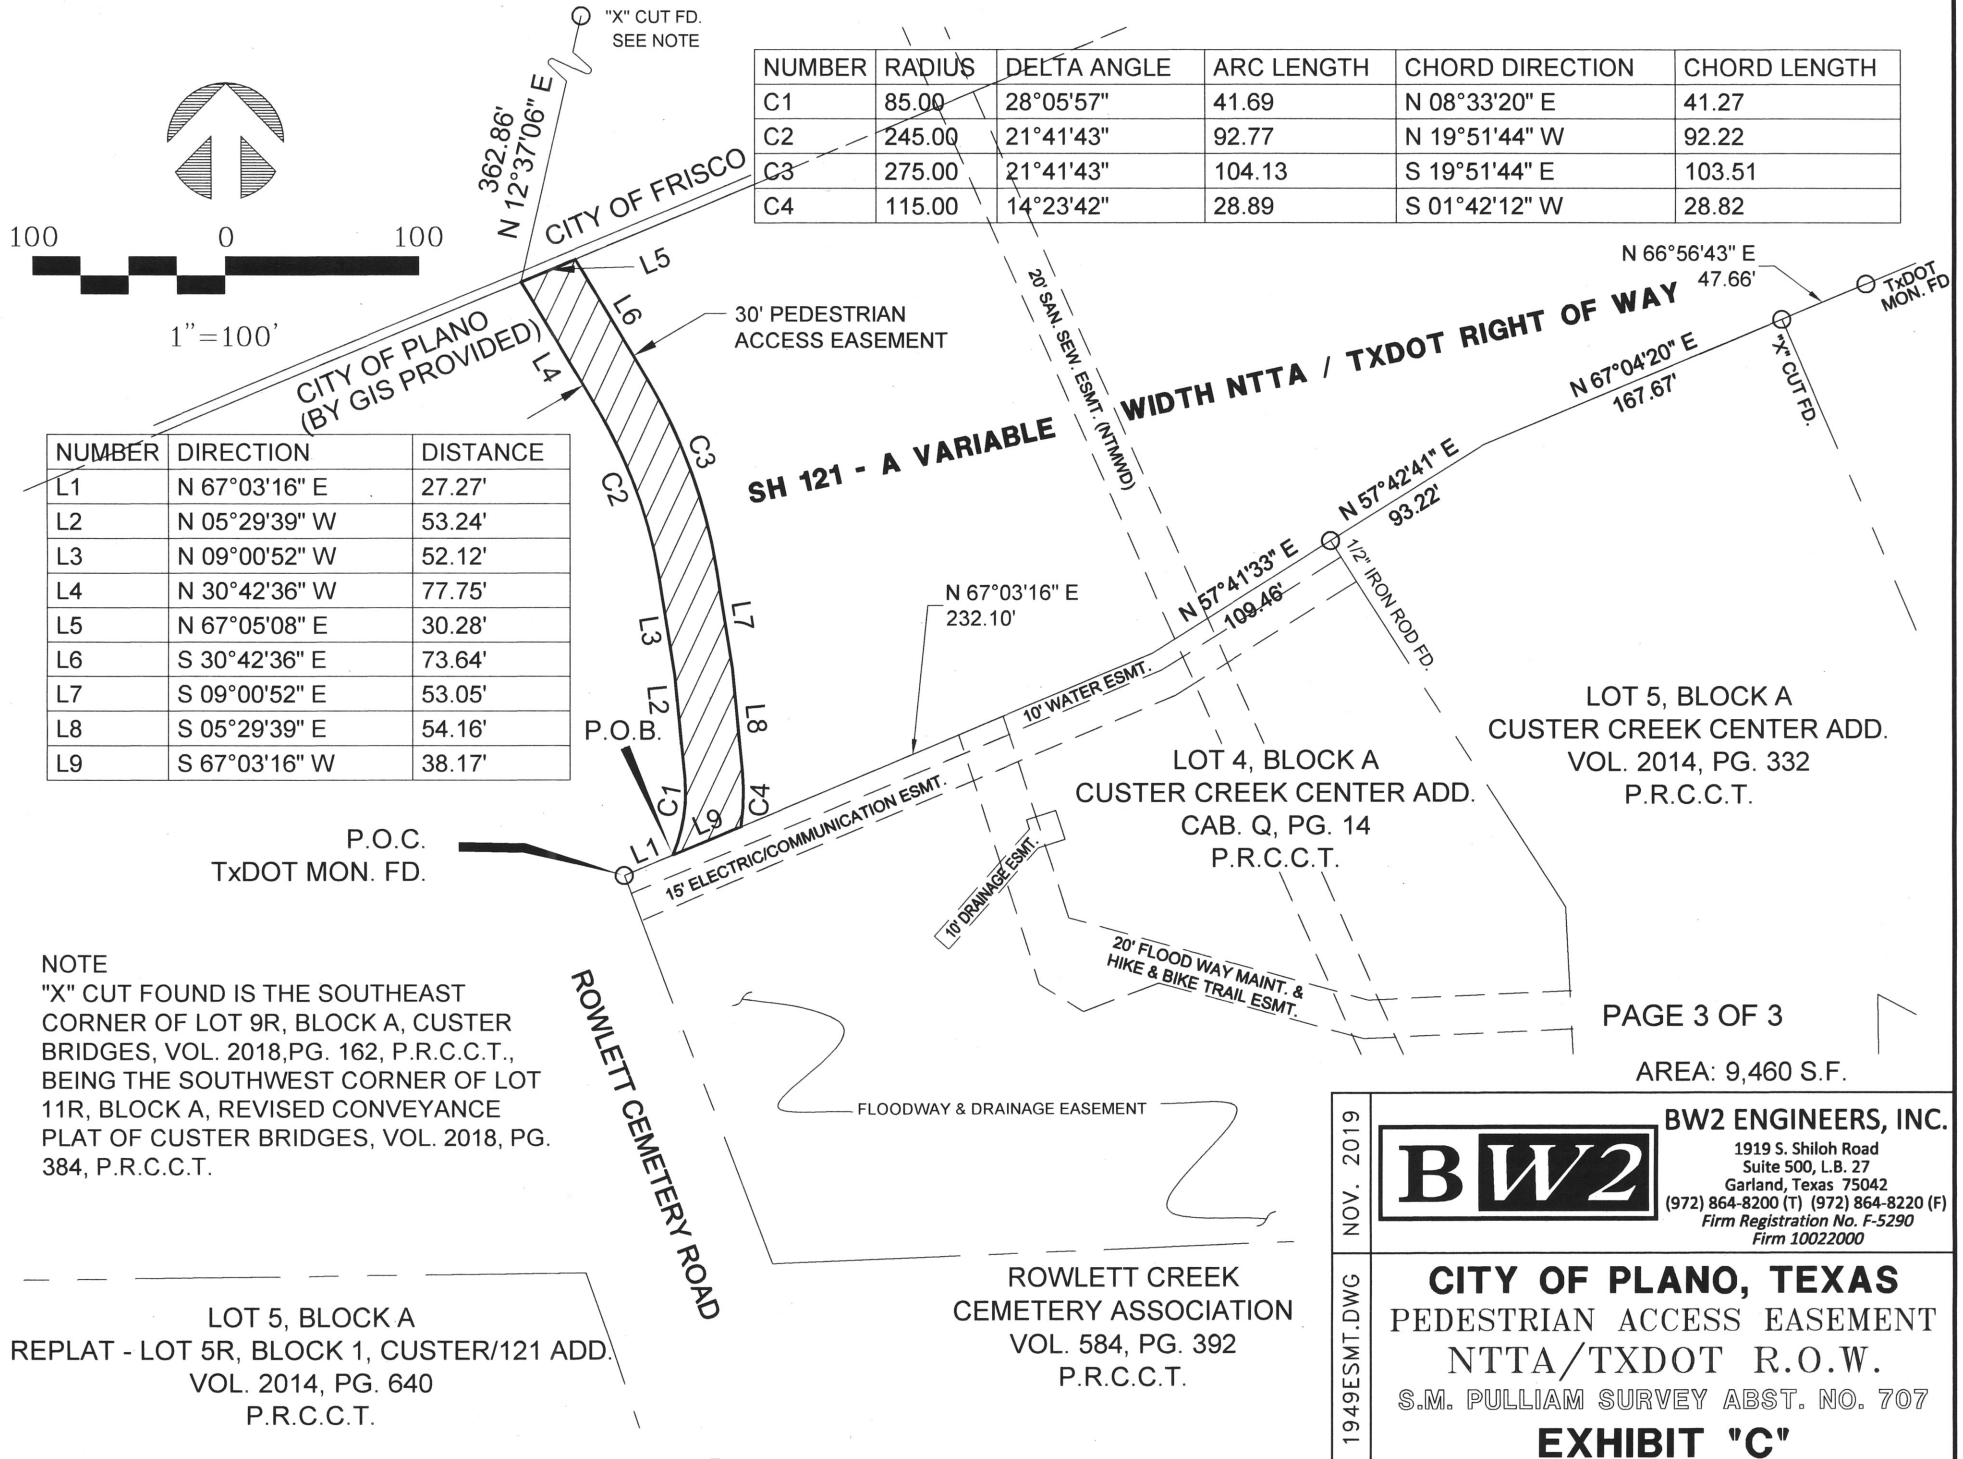 "X" CUT FD.
SEE NOTE
362.86'
N 12°37'06" E
NUMBER RADIUS DELTA ANGLE ARC LENGTH CHORD DIRECTION CHORD LENGTH
C1 85.00 28°05'57" 41.69 N 08°33'20" E 41.27
C2 245.00 21°41'43" 92.77 N 19°51'44" W 92.22
C3 275.00 21°41'43" 104.13 S 19°51'44" E 103.51
C4 115.00 14°23'42" 28.89 S 01°42'12" W 28.82
100 0 100
1"=100'
CITY OF FRISCO
CITY OF PLANO
(BY GIS PROVIDED)
L5
L6
L4
30' PEDESTRIAN
ACCESS EASEMENT
20' SAN. SEW. ESMT. (NTMWD)
SH 121 - A VARIABLE WIDTH NTTA / TXDOT RIGHT OF WAY
N 66°56'43" E
47.66'
TxDOT
MON. FD
"X" CUT FD.
N 67°04'20" E
167.67'
N 57°42'41" E
93.22'
N 57°41'33" E
109.46'
1/2" IRON ROD FD.
NUMBER DIRECTION DISTANCE
L1 N 67°03'16" E 27.27'
L2 N 05°29'39" W 53.24'
L3 N 09°00'52" W 52.12'
L4 N 30°42'36" W 77.75'
L5 N 67°05'08" E 30.28'
L6 S 30°42'36" E 73.64'
L7 S 09°00'52" E 53.05'
L8 S 05°29'39" E 54.16'
L9 S 67°03'16" W 38.17'
C2
C3
L3
L7
L2
L8
C1
C4
L9
L1
P.O.B.
P.O.C.
TxDOT MON. FD.
N 67°03'16" E
232.10'
10' WATER ESMT.
15' ELECTRIC/COMMUNICATION ESMT.
10' DRAINAGE ESMT.
LOT 4, BLOCK A
CUSTER CREEK CENTER ADD.
CAB. Q, PG. 14
P.R.C.C.T.
LOT 5, BLOCK A
CUSTER CREEK CENTER ADD.
VOL. 2014, PG. 332
P.R.C.C.T.
20' FLOOD WAY MAINT. &
HIKE & BIKE TRAIL ESMT.
NOTE
"X" CUT FOUND IS THE SOUTHEAST
CORNER OF LOT 9R, BLOCK A, CUSTER
BRIDGES, VOL. 2018,PG. 162, P.R.C.C.T.,
BEING THE SOUTHWEST CORNER OF LOT
11R, BLOCK A, REVISED CONVEYANCE
PLAT OF CUSTER BRIDGES, VOL. 2018, PG.
384, P.R.C.C.T.
ROWLETT CEMETERY ROAD
FLOODWAY & DRAINAGE EASEMENT
LOT 5, BLOCK A
REPLAT - LOT 5R, BLOCK 1, CUSTER/121 ADD.
VOL. 2014, PG. 640
P.R.C.C.T.
ROWLETT CREEK
CEMETERY ASSOCIATION
VOL. 584, PG. 392
P.R.C.C.T.
PAGE 3 OF 3
AREA: 9,460 S.F.
NOV. 2019
BW2
BW2 ENGINEERS, INC.
1919 S. Shiloh Road
Suite 500, L.B. 27
Garland, Texas 75042
(972) 864-8200 (T) (972) 864-8220 (F)
Firm Registration No. F-5290
Firm 10022000
1949ESMT.DWG
CITY OF PLANO, TEXAS
PEDESTRIAN ACCESS EASEMENT
NTTA/TXDOT R.O.W.
S.M. PULLIAM SURVEY ABST. NO. 707
EXHIBIT "C"